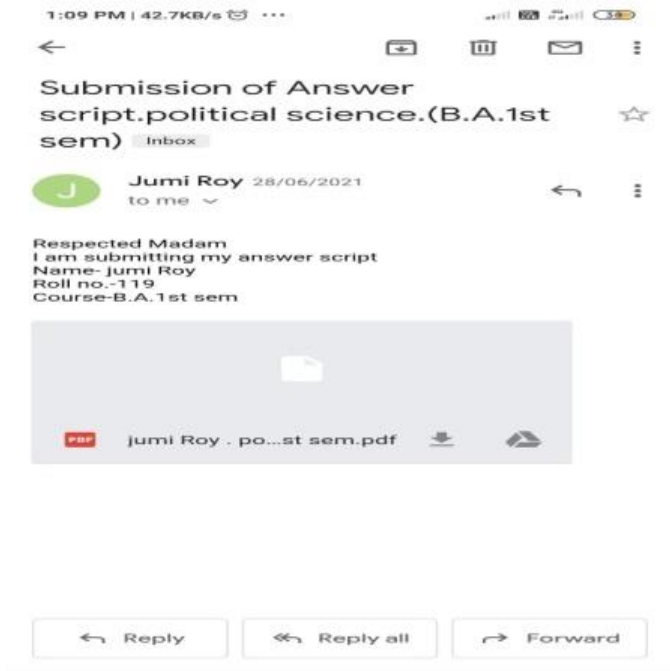 1:09 PM | 42.7KB/s
Submission of Answer
script.political science.(B.A.1st
sem) Inbox
J
Jumi Roy 28/06/2021
to me
Respected Madam
I am submitting my answer script
Name- jumi Roy
Roll no.-119
Course-B.A.1st sem
PDF jumi Roy . po...st sem.pdf
Reply Reply all Forward